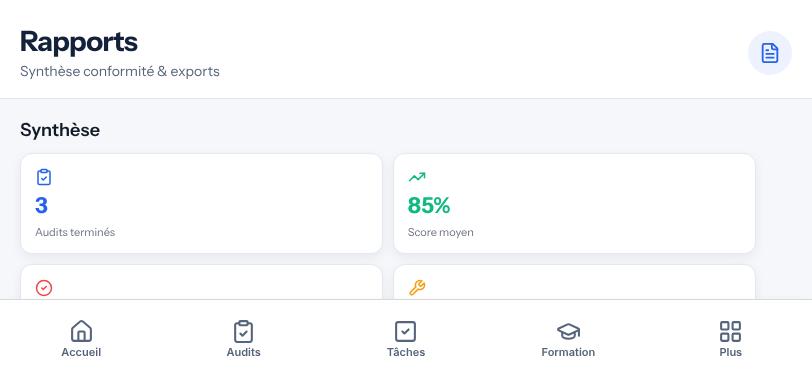 Rapports
Synthèse conformité & exports
Synthèse
3
Audits terminés
85%
Score moyen
Accueil
Audits
Tâches
Formation
Plus